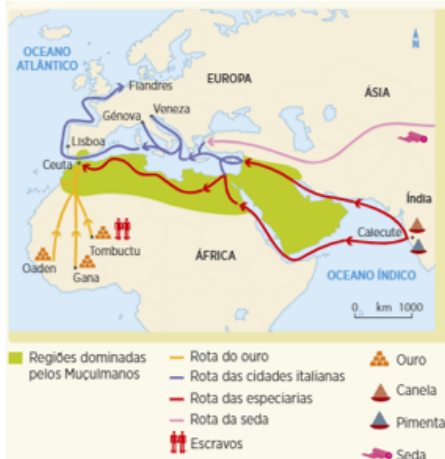 OCEANO
ATLÂNTICO
N
Flandres
EUROPA
ÁSIA
Génova
Veneza
Lisboa
Ceuta
Índia
Calecute
Tombuctu
Oaden
Gana
ÁFRICA
OCEANO ÍNDICO
0 km 1000
Regiões dominadas
pelos Muçulmanos
Rota do ouro
Rota das cidades italianas
Rota das especiarias
Rota da seda
Escravos
Ouro
Canela
Pimenta
Seda